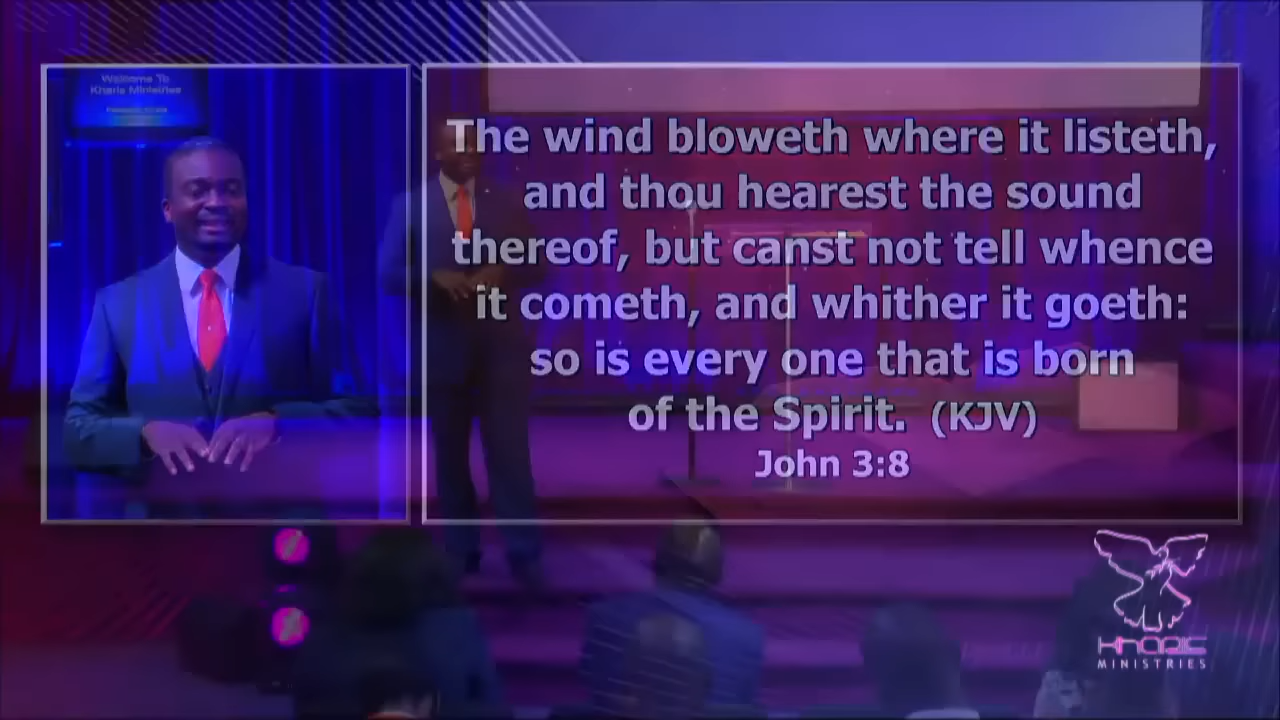 Welcome To
Kharis Ministries
The wind bloweth where it listeth,
and thou hearest the sound
thereof, but canst not tell whence
it cometh, and whither it goeth:
so is every one that is born
of the Spirit. (KJV)
John 3:8
Kharis
MINISTRIES